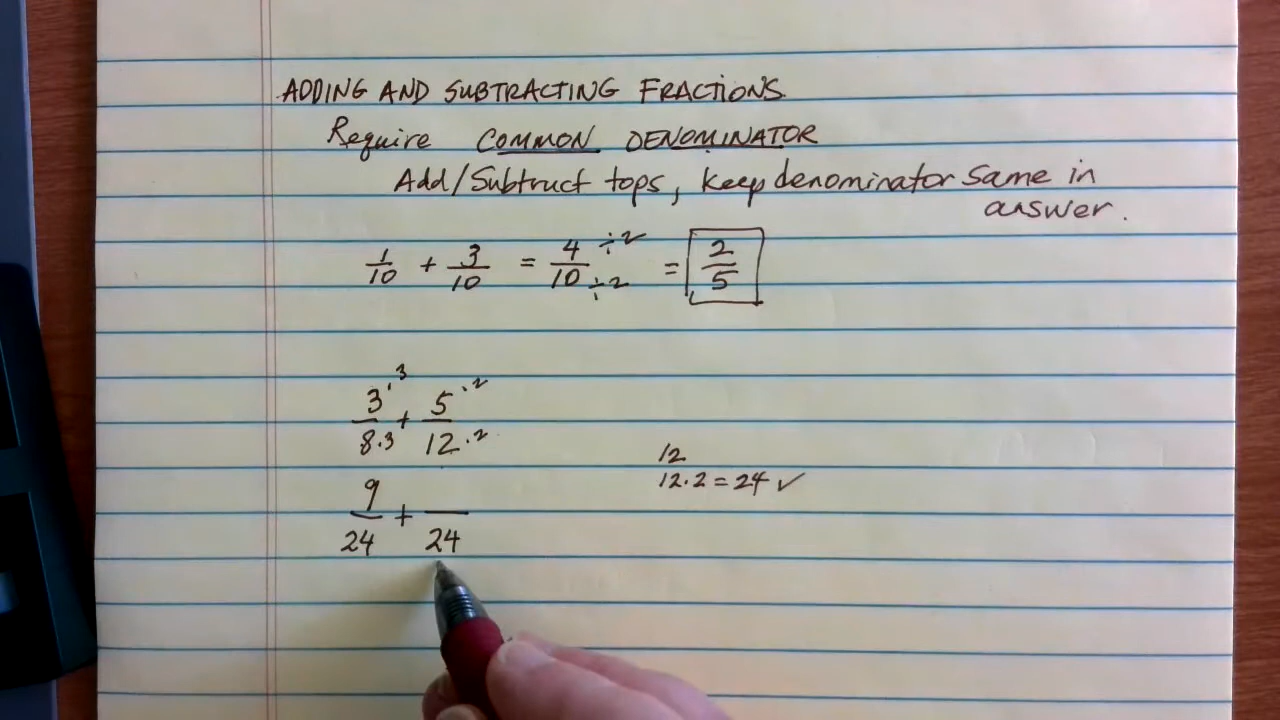 ADDING AND SUBTRACTING FRACTIONS
Require COMMON DENOMINATOR
Add/Subtract tops, keep denominator same in
answer.
1/10 + 3/10 = 4÷2/10÷2 = 2/5
3·3/8·3 + 5·2/12·2
12
12·2=24 ✓
9/24 + /24